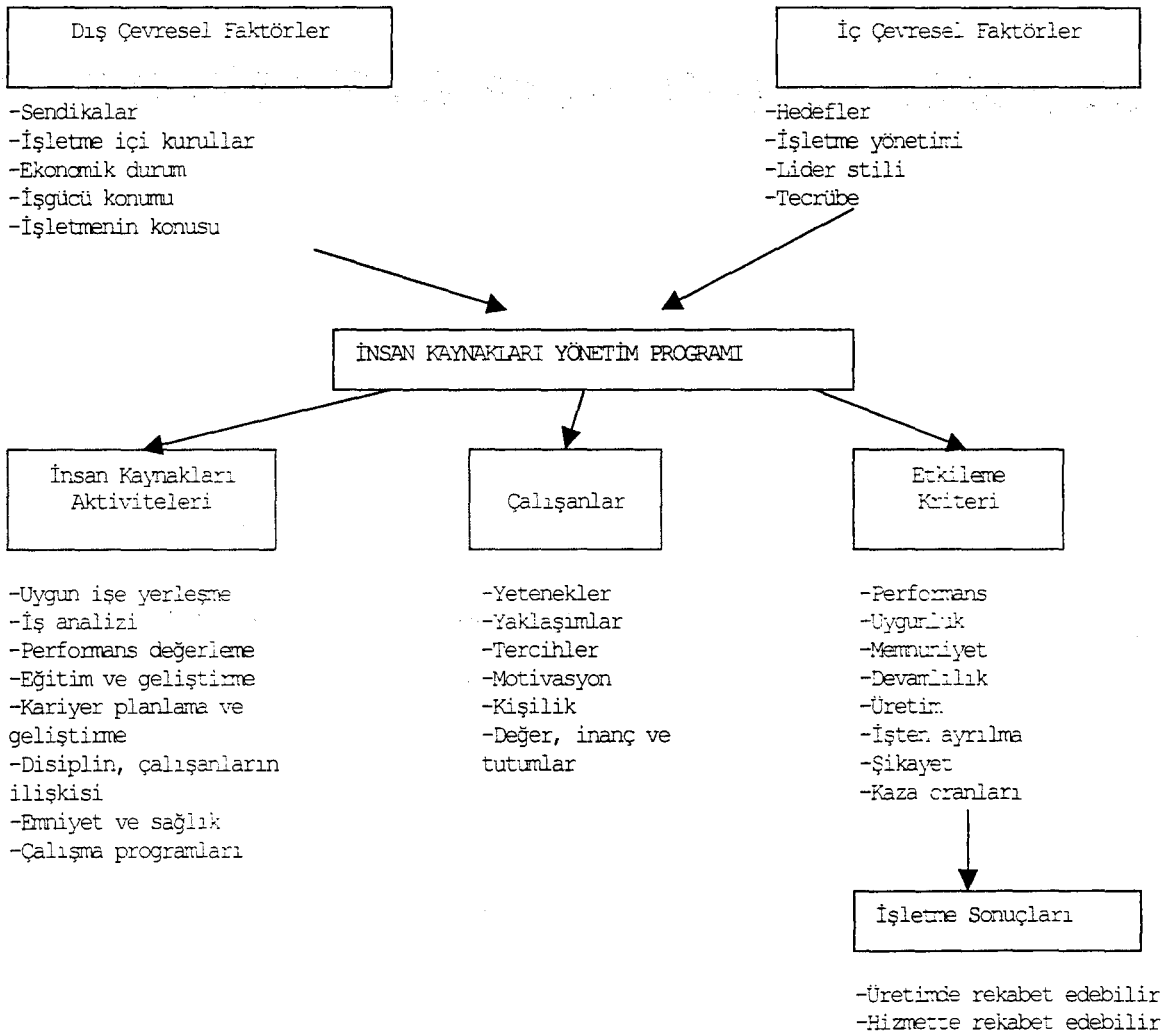 Dış Çevresel Faktörler
-Sendikalar
-İşletme içi kurullar
-Ekonomik durum
-İşgücü konumu
-İşletmenin konusu
İç Çevresel Faktörler
-Hedefler
-İşletme yönetimi
-Lider stili
-Tecrübe
İNSAN KAYNAKLARI YÖNETİM PROGRAMI
İnsan Kaynakları
Aktiviteleri
-Uygun işe yerleşme
-İş analizi
-Performans değerleme
-Eğitim ve geliştirme
-Kariyer planlama ve
geliştirme
-Disiplin, çalışanların
ilişkisi
-Emniyet ve sağlık
-Çalışma programları
Çalışanlar
-Yetenekler
-Yaklaşımlar
-Tercihler
-Motivasyon
-Kişilik
-Değer, inanç ve
tutumlar
Etkileme
Kriteri
-Performans
-Uygunluk
-Memnuniyet
-Devamlılık
-Üretim
-İşten ayrılma
-Şikayet
-Kaza oranları
İşletme Sonuçları
-Üretimde rekabet edebilir
-Hizmette rekabet edebilir